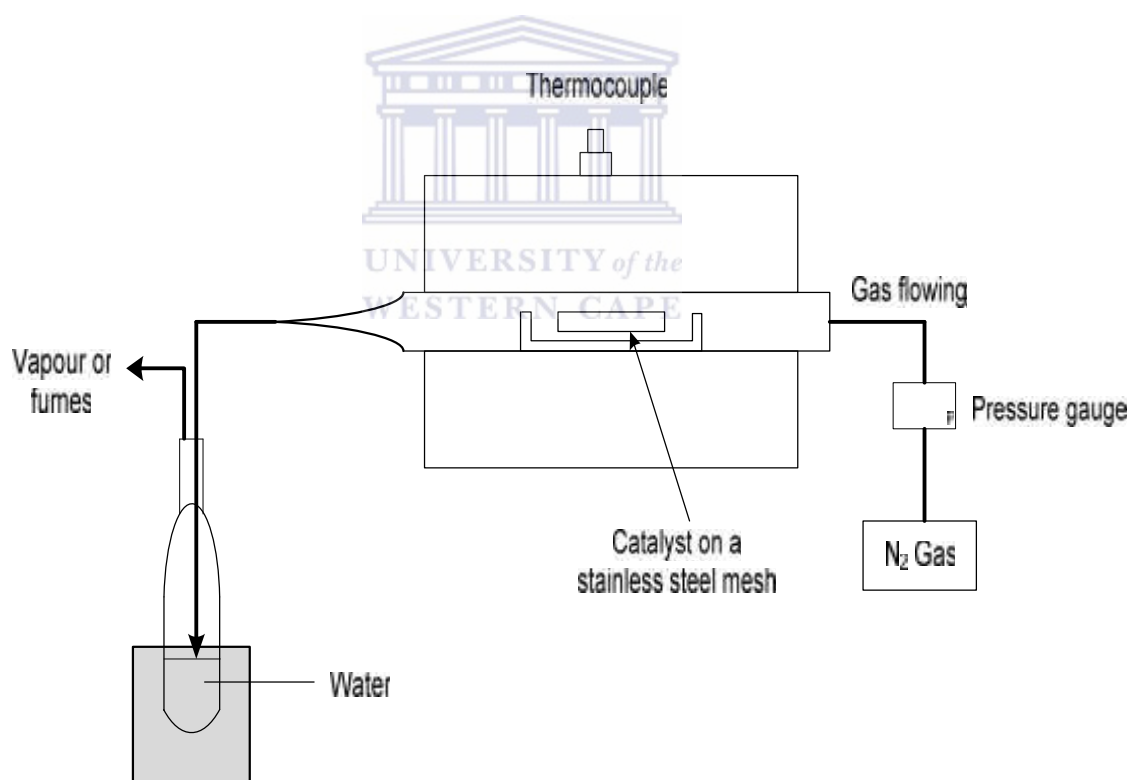 Thermocouple
UNIVERSITY of the
WESTERN CAPE
Gas flowing
Vapour or
fumes
Pressure gauge
Catalyst on a
stainless steel mesh
N₂ Gas
Water